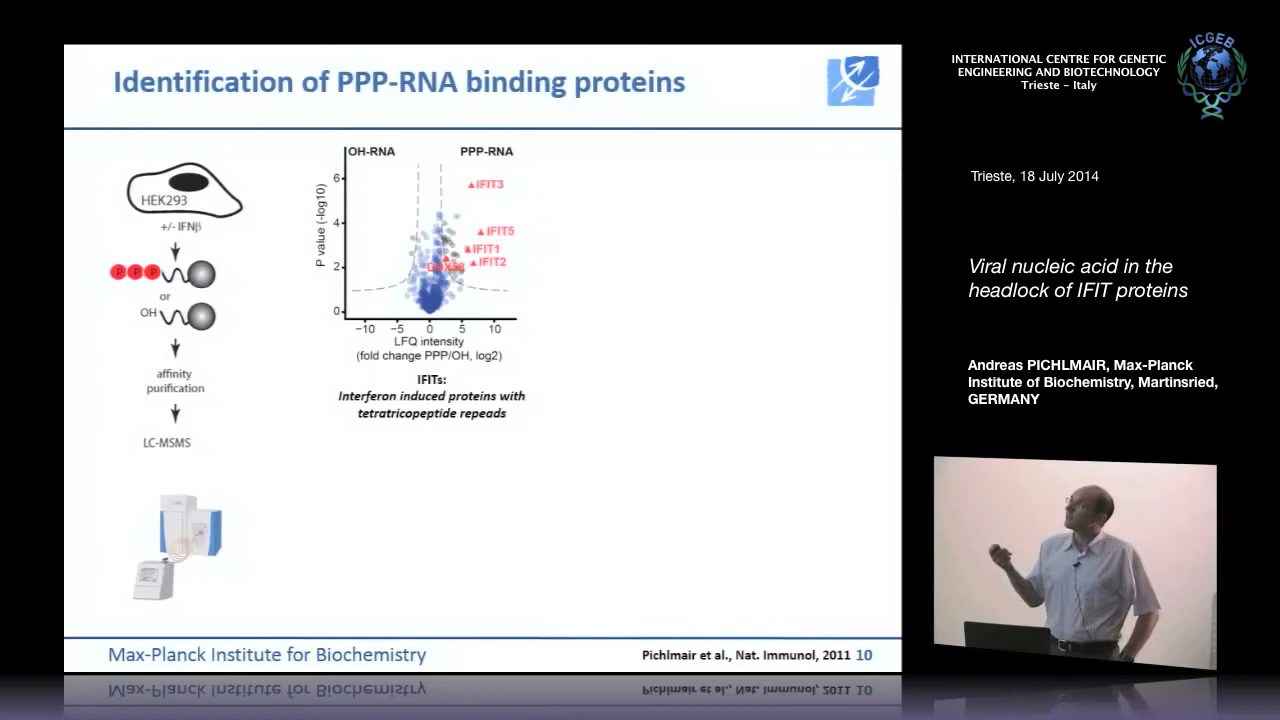 Identification of PPP-RNA binding proteins
HEK293
+/- IFNβ
P P P
or
OH
affinity
purification
LC-MSMS
OH-RNA PPP-RNA
P value (-log10)
6
4
2
0
IFIT3
IFIT5
IFIT1
IFIT2
DDX58
−10 −5 0 5 10
LFQ intensity
(fold change PPP/OH, log2)
IFITs:
Interferon induced proteins with
tetratricopeptide repeads
Max-Planck Institute for Biochemistry
Pichlmair et al., Nat. Immunol, 2011 10
INTERNATIONAL CENTRE FOR GENETIC
ENGINEERING AND BIOTECHNOLOGY
Trieste - Italy
ICGEB
Trieste, 18 July 2014
Viral nucleic acid in the
headlock of IFIT proteins
Andreas PICHLMAIR, Max-Planck
Institute of Biochemistry, Martinsried,
GERMANY